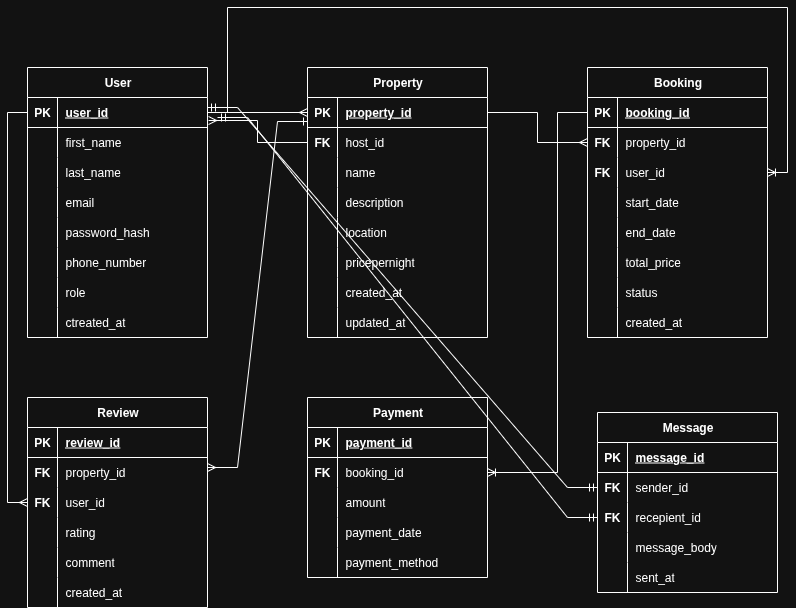 User
PK user_id
first_name
last_name
email
password_hash
phone_number
role
ctreated_at
Property
PK property_id
FK host_id
name
description
location
pricepernight
created_at
updated_at
Booking
PK booking_id
FK property_id
FK user_id
start_date
end_date
total_price
status
created_at
Review
PK review_id
FK property_id
FK user_id
rating
comment
created_at
Payment
PK payment_id
FK booking_id
amount
payment_date
payment_method
Message
PK message_id
FK sender_id
FK recepient_id
message_body
sent_at